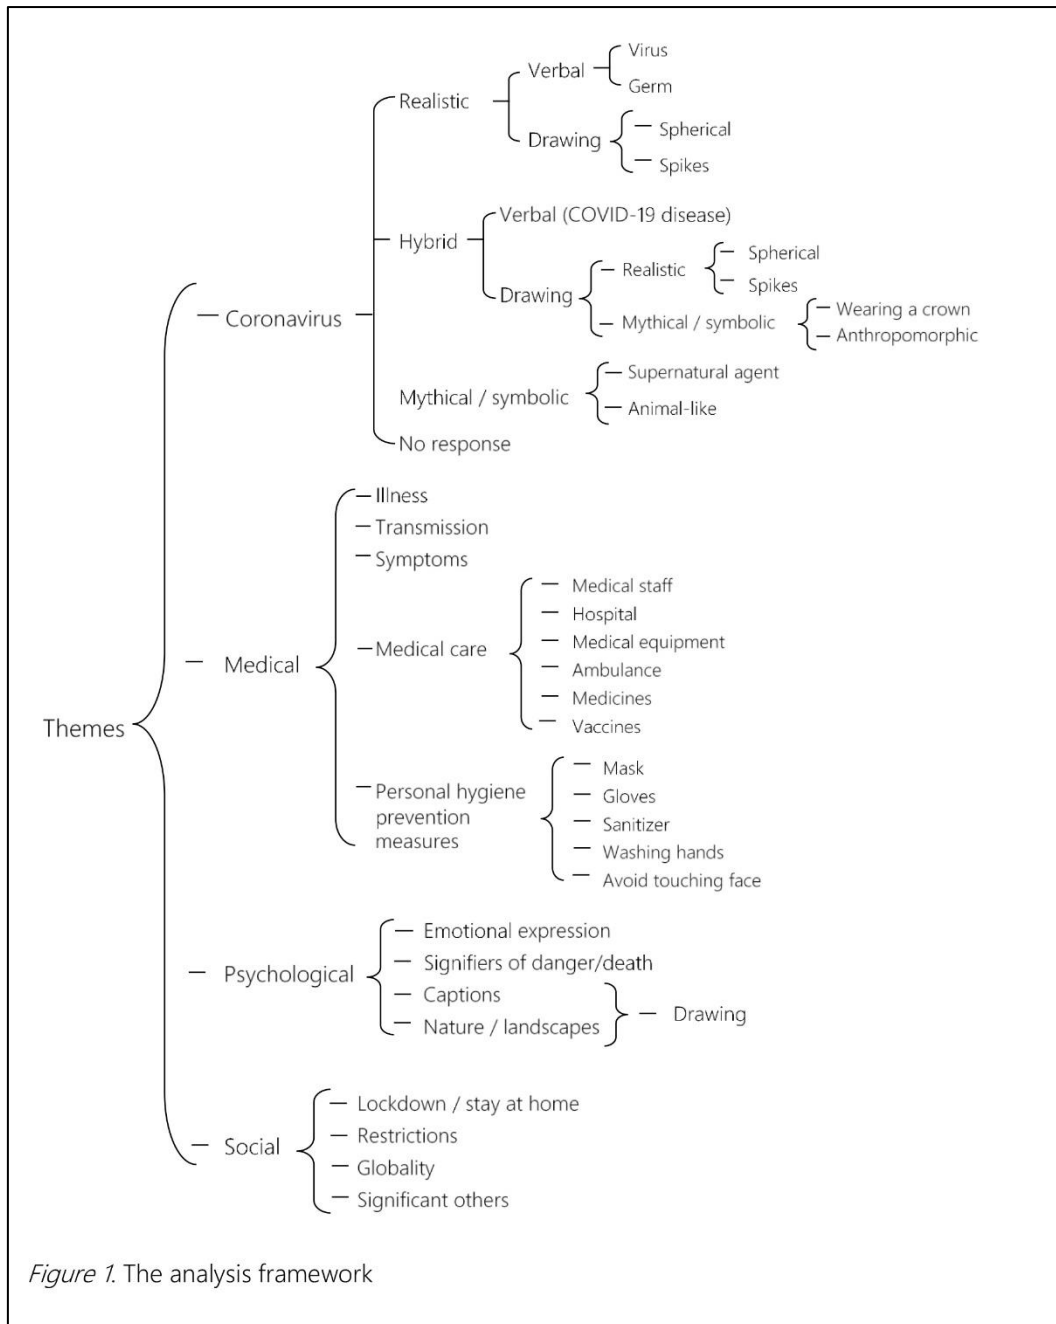 Themes
Coronavirus
Realistic
Verbal
Virus
Germ
Drawing
Spherical
Spikes
Hybrid
Verbal (COVID-19 disease)
Drawing
Realistic
Spherical
Spikes
Mythical / symbolic
Wearing a crown
Anthropomorphic
Mythical / symbolic
Supernatural agent
Animal-like
No response
Medical
Illness
Transmission
Symptoms
Medical care
Medical staff
Hospital
Medical equipment
Ambulance
Medicines
Vaccines
Personal hygiene
prevention
measures
Mask
Gloves
Sanitizer
Washing hands
Avoid touching face
Psychological
Emotional expression
Signifiers of danger/death
Captions
Nature / landscapes
Drawing
Social
Lockdown / stay at home
Restrictions
Globality
Significant others
Figure 1. The analysis framework